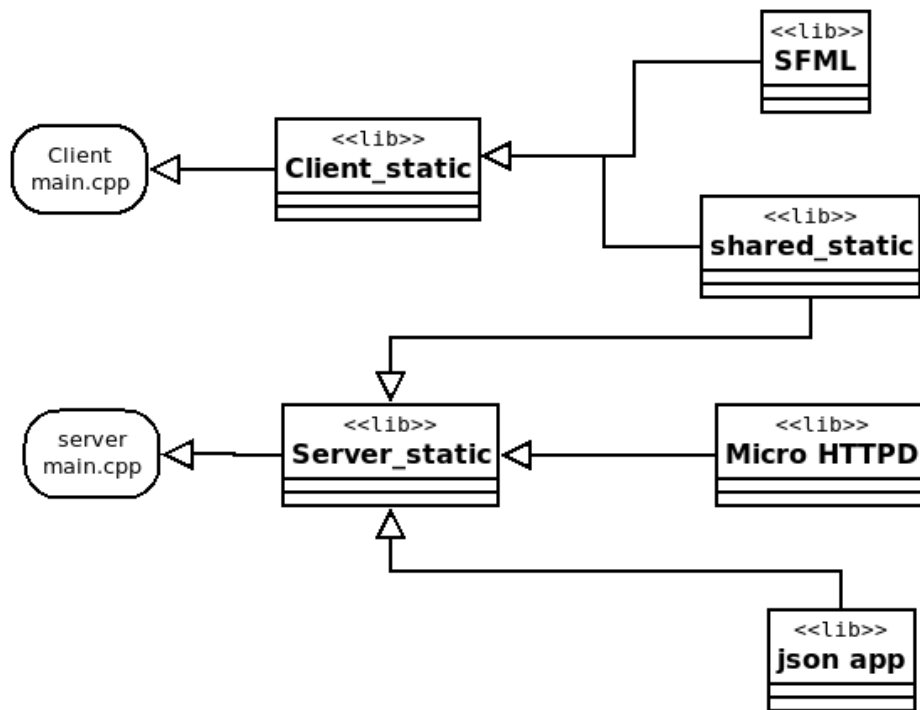 <<lib>>
SFML
<<lib>>
Client_static
Client
main.cpp
<<lib>>
shared_static
<<lib>>
Server_static
<<lib>>
Micro HTTPD
server
main.cpp
<<lib>>
json app